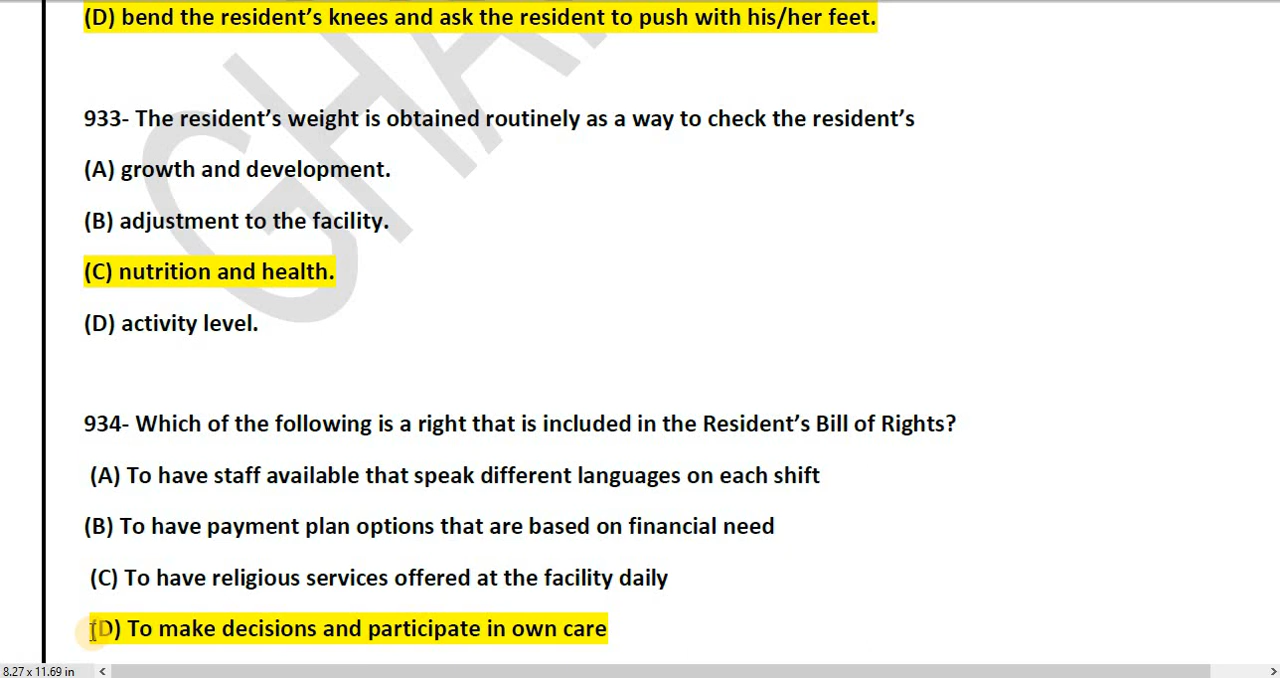 (D) bend the resident’s knees and ask the resident to push with his/her feet.
933- The resident’s weight is obtained routinely as a way to check the resident’s
(A) growth and development.
(B) adjustment to the facility.
(C) nutrition and health.
(D) activity level.
934- Which of the following is a right that is included in the Resident’s Bill of Rights?
(A) To have staff available that speak different languages on each shift
(B) To have payment plan options that are based on financial need
(C) To have religious services offered at the facility daily
(D) To make decisions and participate in own care
8.27 x 11.69 in